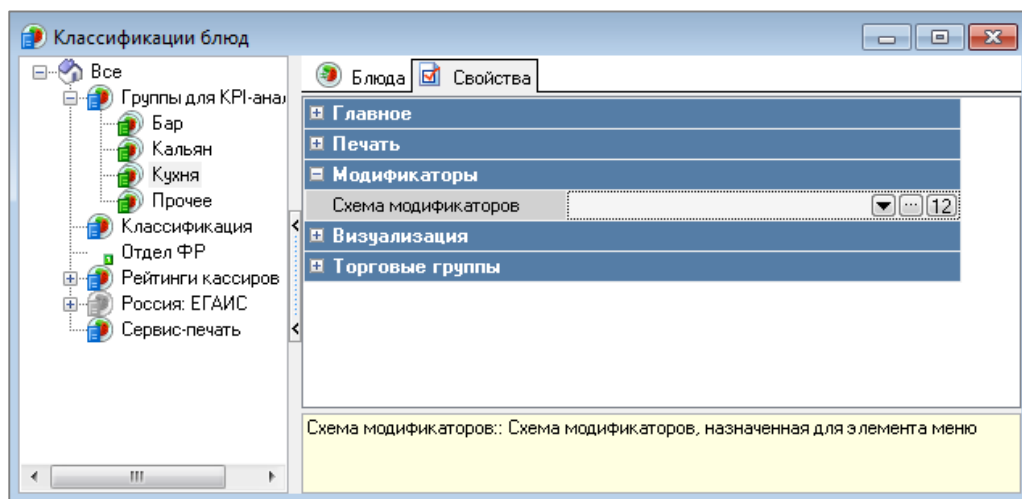 Классификации блюд
Все
Группы для KPI-анал
Бар
Кальян
Кухня
Прочее
Классификация
Отдел ФР
Рейтинги кассиров
Россия: ЕГАИС
Сервис-печать
Блюда Свойства
Главное
Печать
Модификаторы
Схема модификаторов 12
Визуализация
Торговые группы
Схема модификаторов:: Схема модификаторов, назначенная для элемента меню